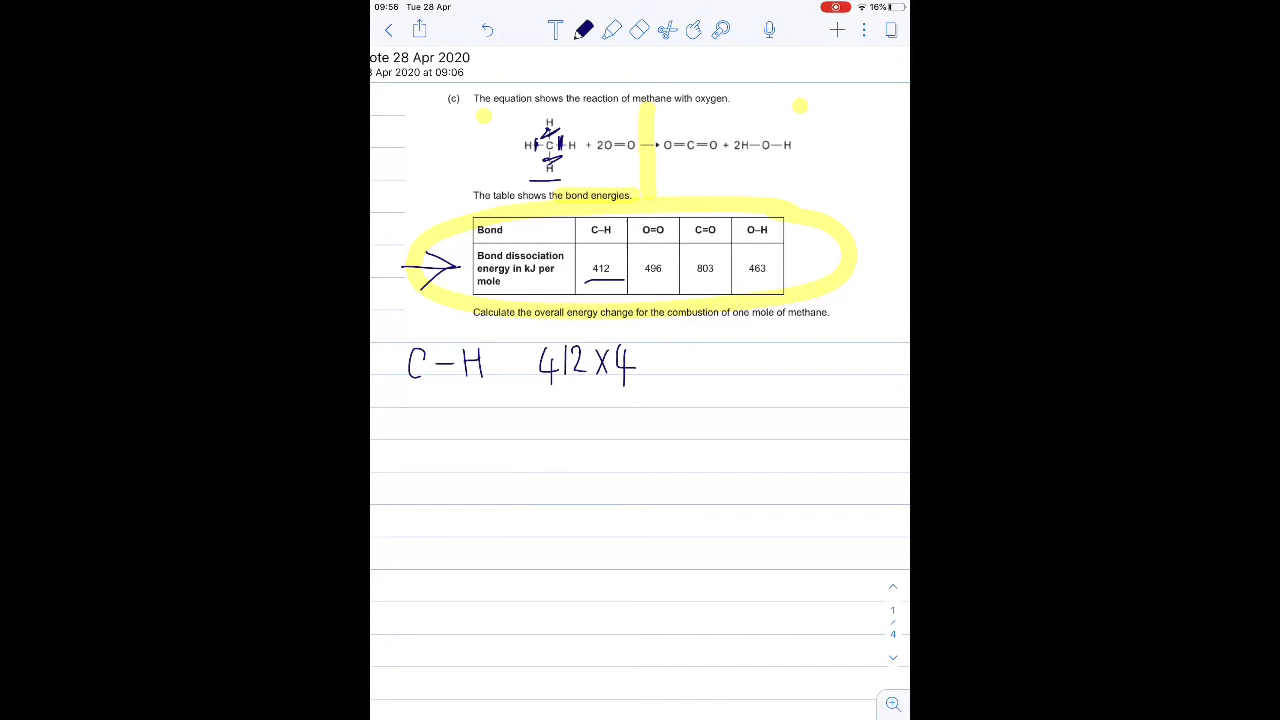 09:56 Tue 28 Apr
16%
T
ote 28 Apr 2020
8 Apr 2020 at 09:06
(c) The equation shows the reaction of methane with oxygen.
H
H C H + 2O=O → O=C=O + 2H—O—H
H
The table shows the bond energies.
Bond C–H O=O C=O O–H
Bond dissociation
energy in kJ per
mole
412 496 803 463
Calculate the overall energy change for the combustion of one mole of methane.
C – H 412 X 4
1
/
4